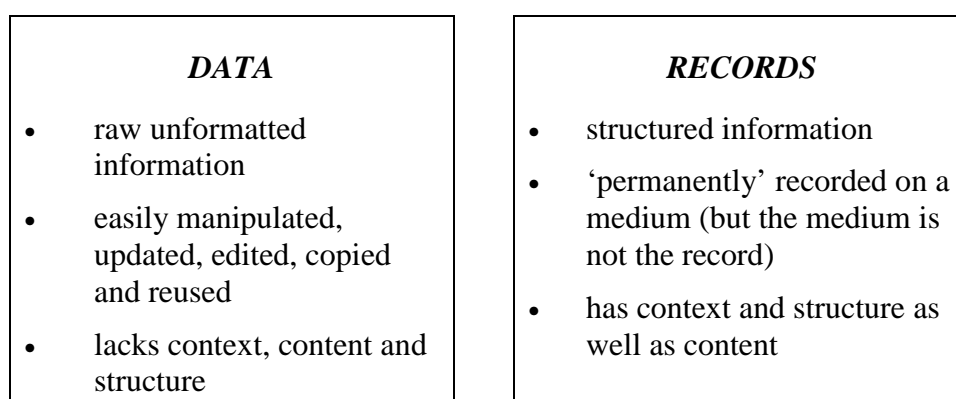 DATA
• raw unformatted
information
• easily manipulated,
updated, edited, copied
and reused
• lacks context, content and
structure
RECORDS
• structured information
• ‘permanently’ recorded on a
medium (but the medium is
not the record)
• has context and structure as
well as content